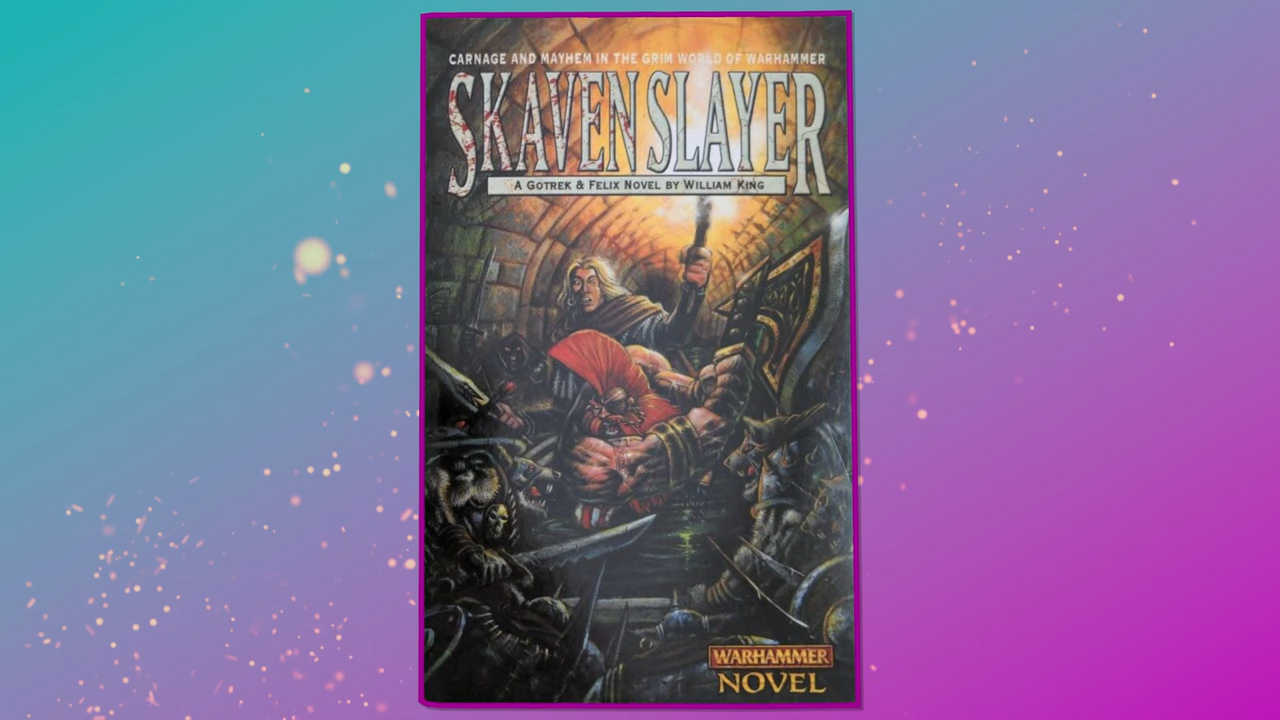 CARNAGE AND MAYHEM IN THE GRIM WORLD OF WARHAMMER
SKAVEN SLAYER
A GOTREK & FELIX NOVEL BY WILLIAM KING
WARHAMMER
NOVEL